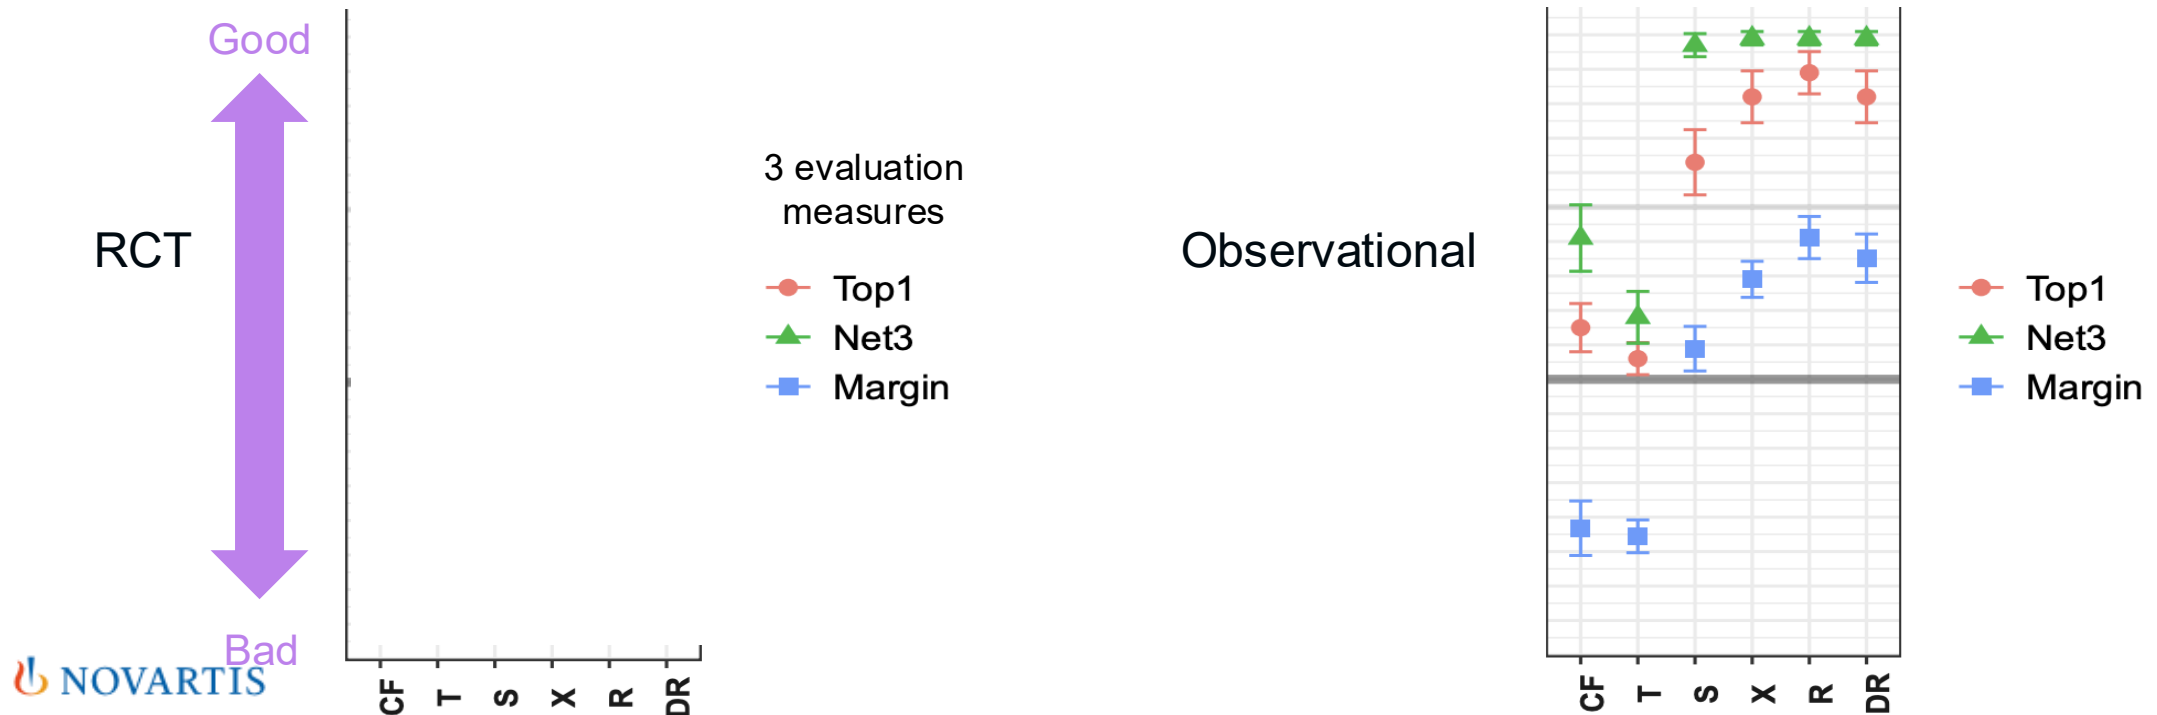 Good
RCT
Bad
NOVARTIS
CF
T
S
X
R
DR
3 evaluation
measures
Top1
Net3
Margin
Observational
CF
T
S
X
R
DR
Top1
Net3
Margin